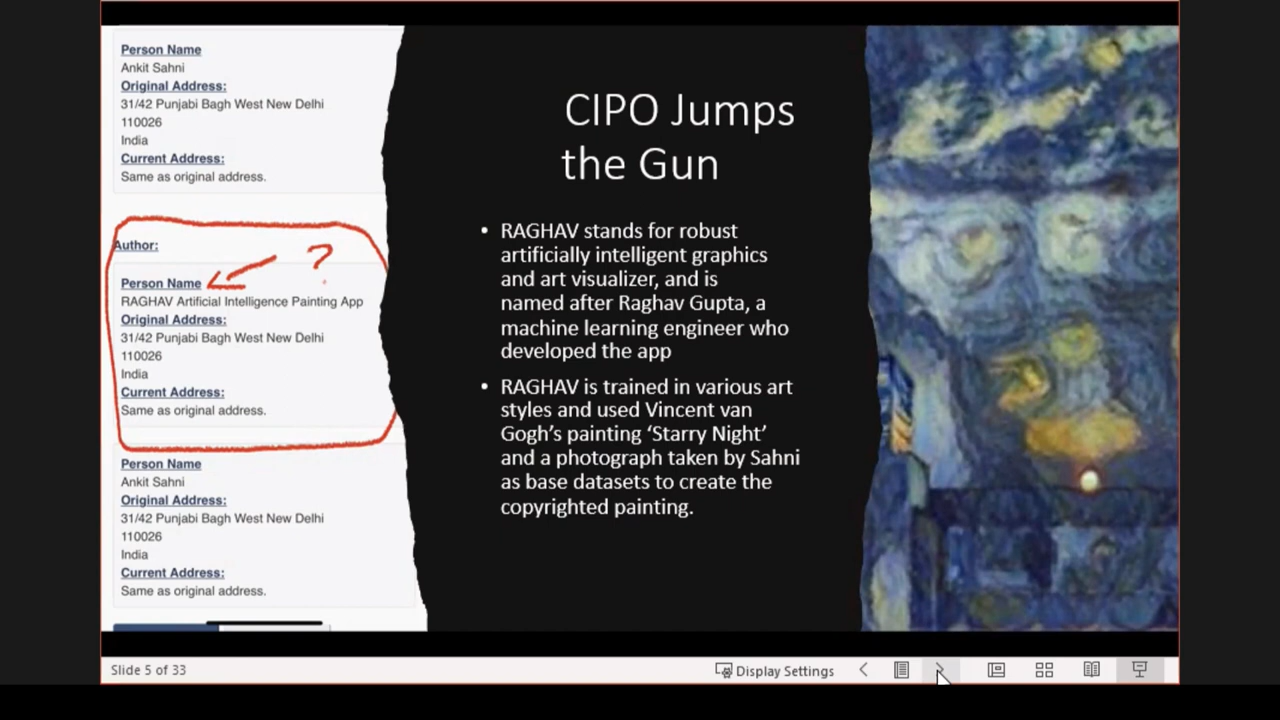 Person Name
Ankit Sahni
Original Address:
31/42 Punjabi Bagh West New Delhi
110026
India
Current Address:
Same as original address.
Author:
?
Person Name
RAGHAV Artificial Intelligence Painting App
Original Address:
31/42 Punjabi Bagh West New Delhi
110026
India
Current Address:
Same as original address.
Person Name
Ankit Sahni
Original Address:
31/42 Punjabi Bagh West New Delhi
110026
India
Current Address:
Same as original address.
CIPO Jumps
the Gun
• RAGHAV stands for robust
artificially intelligent graphics
and art visualizer, and is
named after Raghav Gupta, a
machine learning engineer who
developed the app
• RAGHAV is trained in various art
styles and used Vincent van
Gogh's painting ‘Starry Night’
and a photograph taken by Sahni
as base datasets to create the
copyrighted painting.
Slide 5 of 33
Display Settings